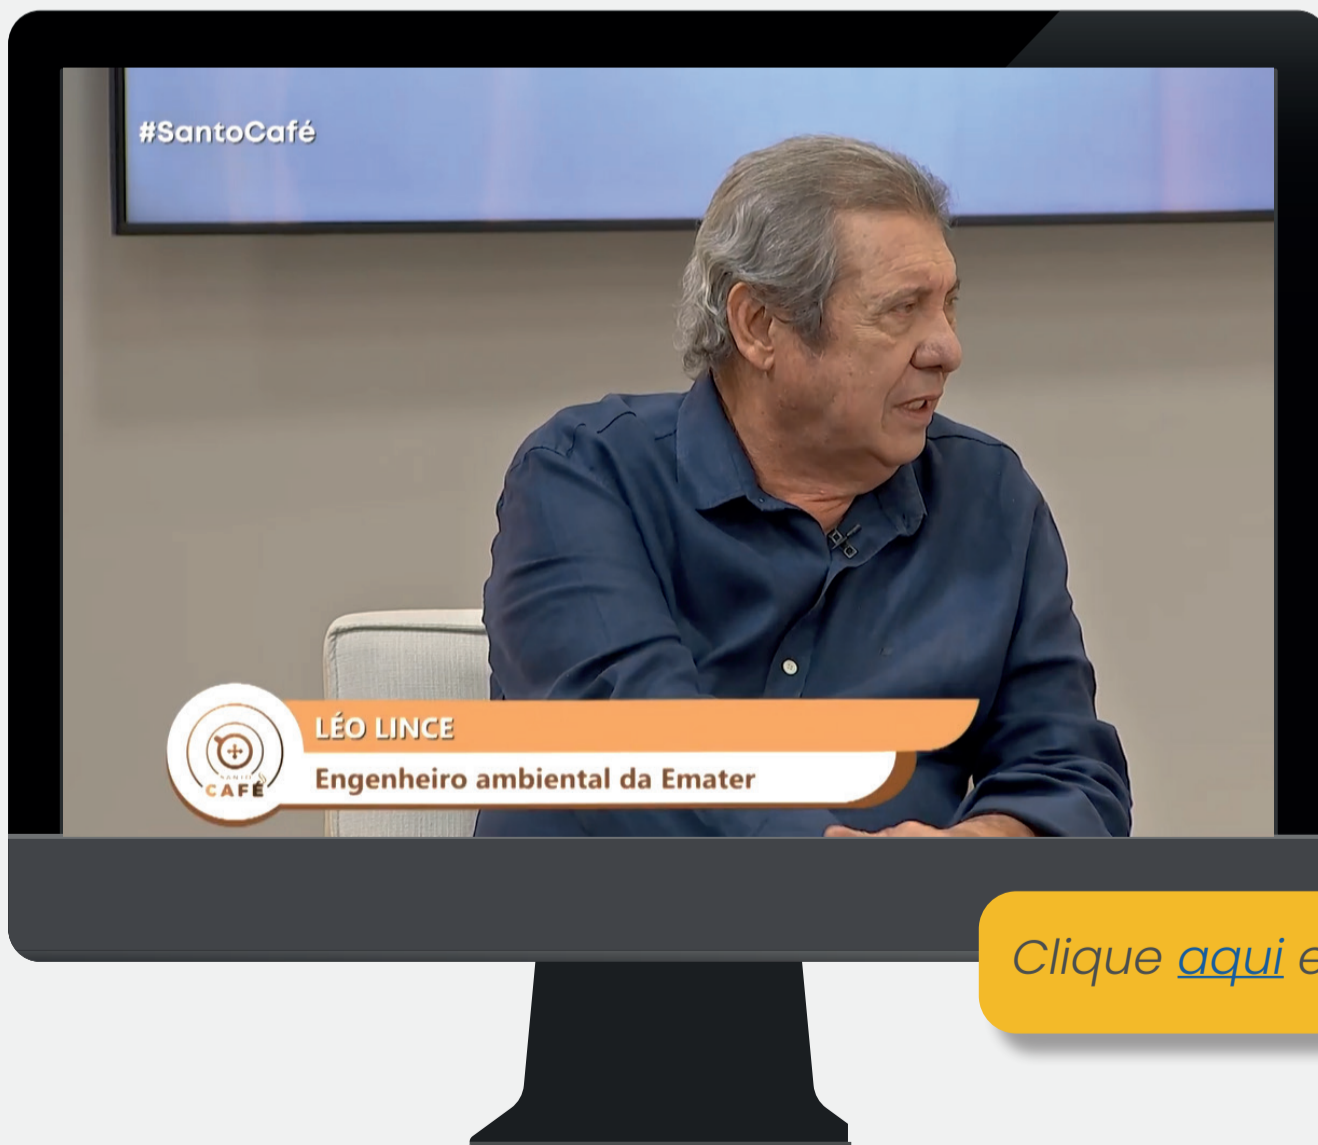 #SantoCafé
LÉO LINCE
SANTO
CAFÉ
Engenheiro ambiental da Emater
Clique aqui e